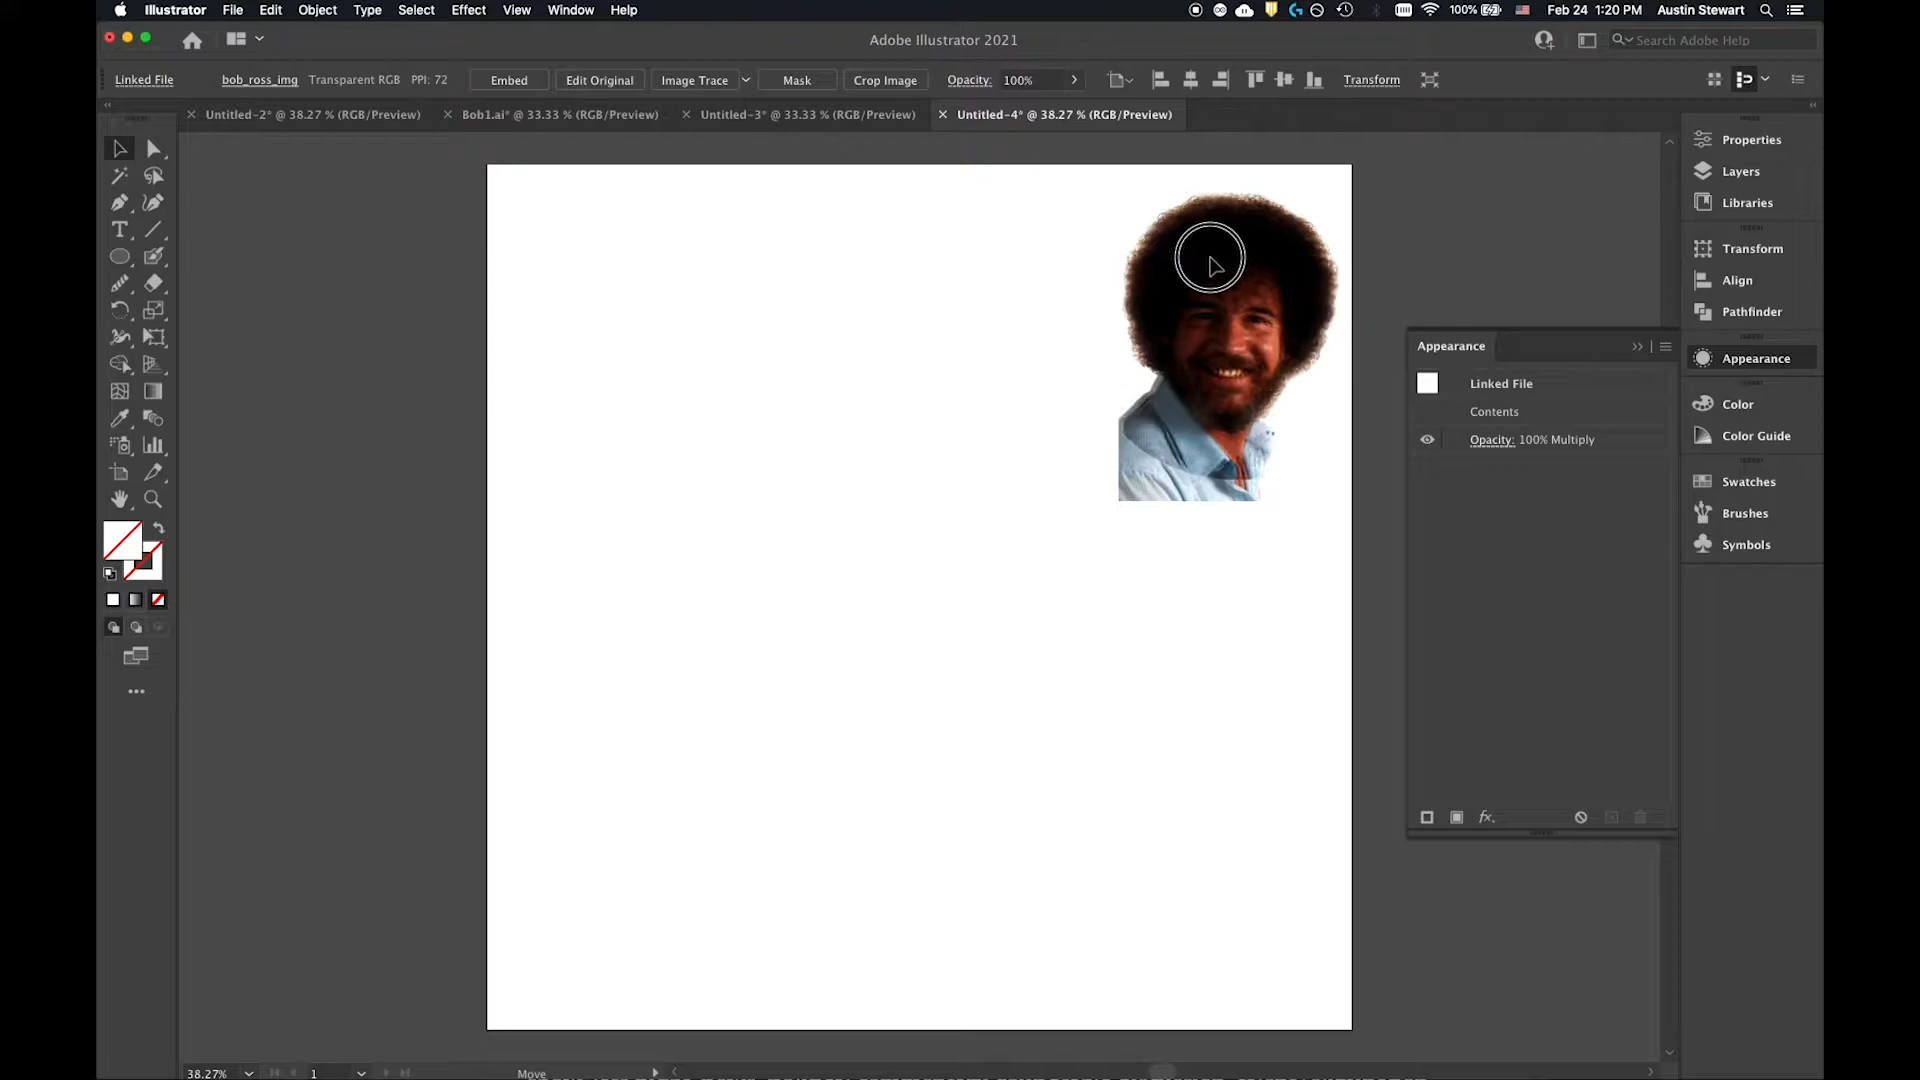 Illustrator File Edit Object Type Select Effect View Window Help 100% Feb 24 1:20 PM Austin Stewart
Adobe Illustrator 2021 Search Adobe Help
Linked File bob_ross_img Transparent RGB PPI: 72 Embed Edit Original Image Trace Mask Crop Image Opacity: 100% Transform
Untitled-2* @ 38.27 % (RGB/Preview) Bob1.ai* @ 33.33 % (RGB/Preview) Untitled-3* @ 33.33 % (RGB/Preview) Untitled-4* @ 38.27 % (RGB/Preview)
Properties
Layers
Libraries
Transform
Align
Pathfinder
Appearance
Color
Color Guide
Swatches
Brushes
Symbols
Appearance
Linked File
Contents
Opacity: 100% Multiply
fx
38.27% 1 Move